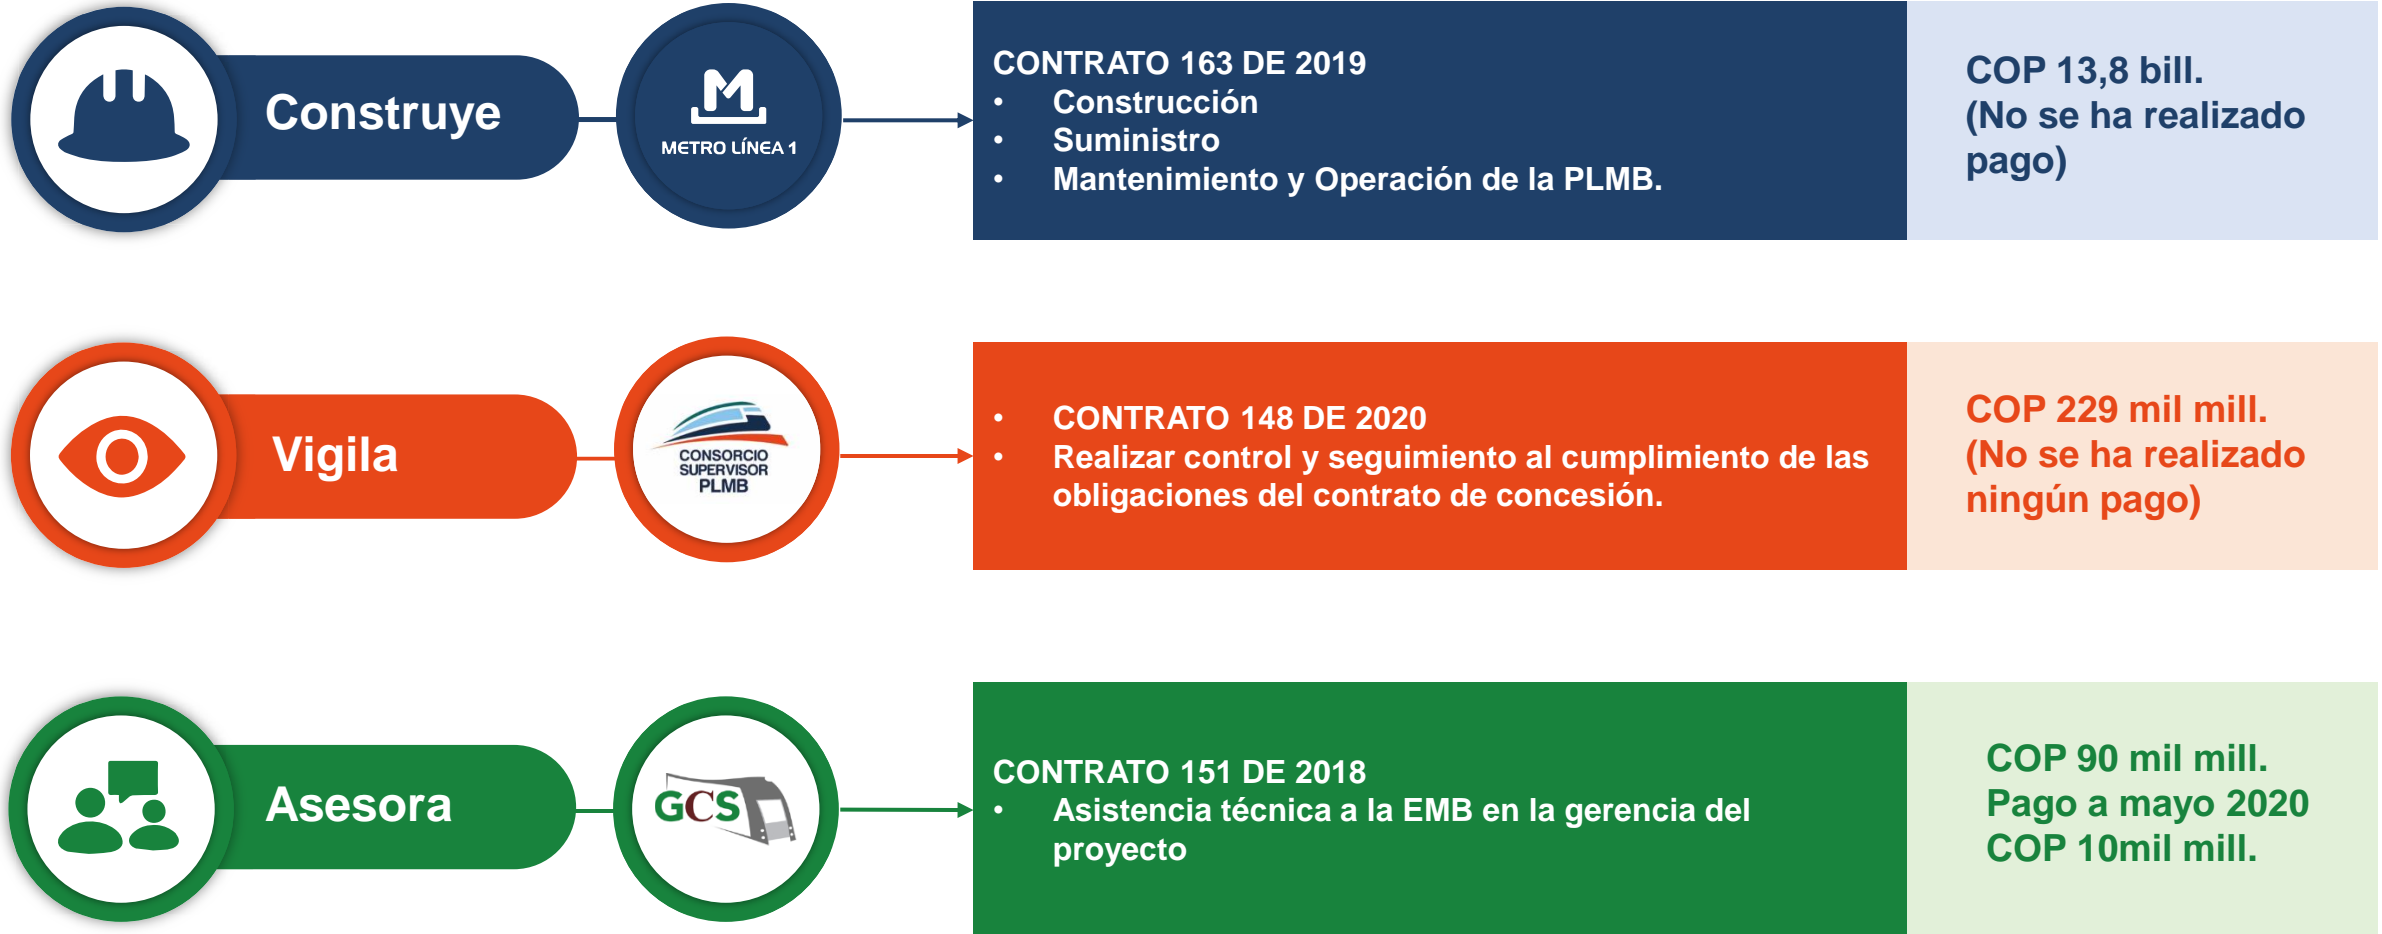 Construye
METRO LÍNEA 1
CONTRATO 163 DE 2019
• Construcción
• Suministro
• Mantenimiento y Operación de la PLMB.
COP 13,8 bill.
(No se ha realizado
pago)
Vigila
CONSORCIO
SUPERVISOR
PLMB
• CONTRATO 148 DE 2020
• Realizar control y seguimiento al cumplimiento de las
obligaciones del contrato de concesión.
COP 229 mil mill.
(No se ha realizado
ningún pago)
Asesora
GCS
CONTRATO 151 DE 2018
• Asistencia técnica a la EMB en la gerencia del
proyecto
COP 90 mil mill.
Pago a mayo 2020
COP 10mil mill.